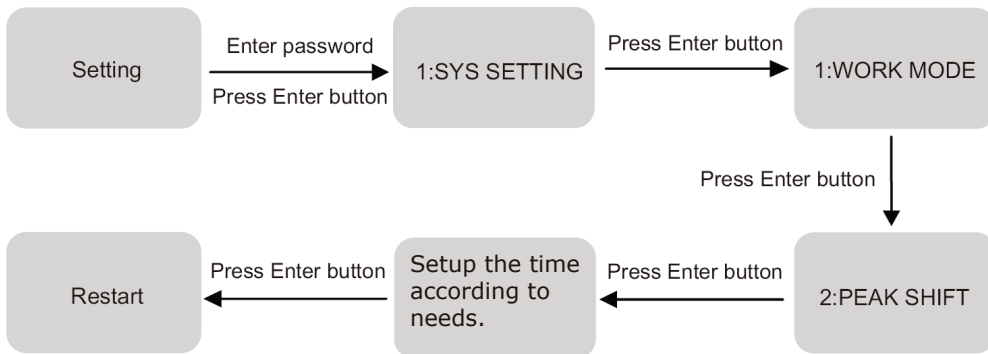 Setting
Enter password
Press Enter button
1:SYS SETTING
Press Enter button
1:WORK MODE
Press Enter button
2:PEAK SHIFT
Press Enter button
Setup the time
according to
needs.
Press Enter button
Restart